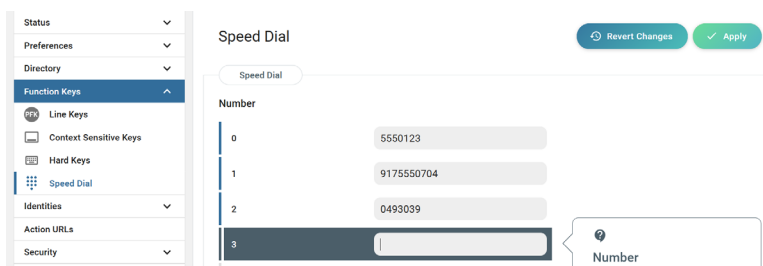 Status
Preferences
Directory
Function Keys
PFK Line Keys
Context Sensitive Keys
Hard Keys
Speed Dial
Identities
Action URLs
Security
Speed Dial
Revert Changes
Apply
Speed Dial
Number
0 5550123
1 9175550704
2 0493039
3
?
Number